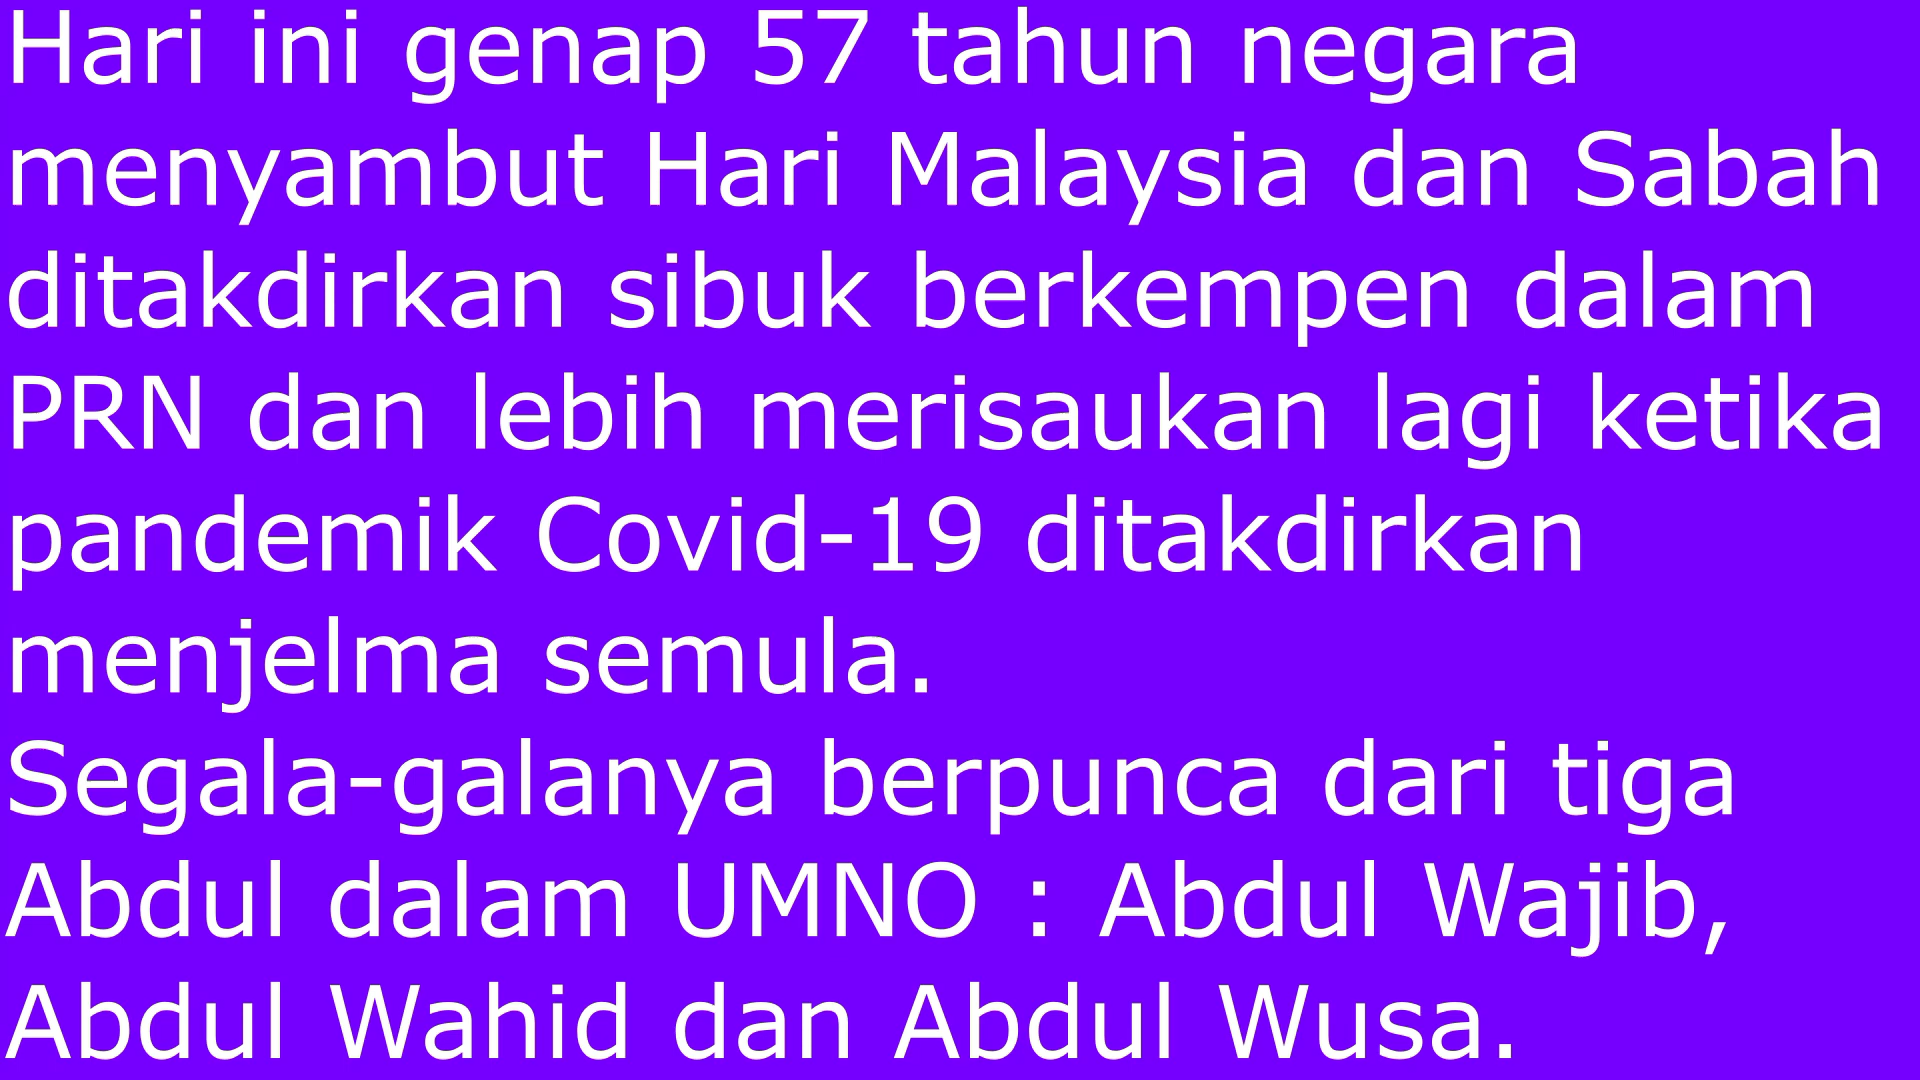 Hari ini genap 57 tahun negara
menyambut Hari Malaysia dan Sabah
ditakdirkan sibuk berkempen dalam
PRN dan lebih merisaukan lagi ketika
pandemik Covid-19 ditakdirkan
menjelma semula.
Segala-galanya berpunca dari tiga
Abdul dalam UMNO : Abdul Wajib,
Abdul Wahid dan Abdul Wusa.